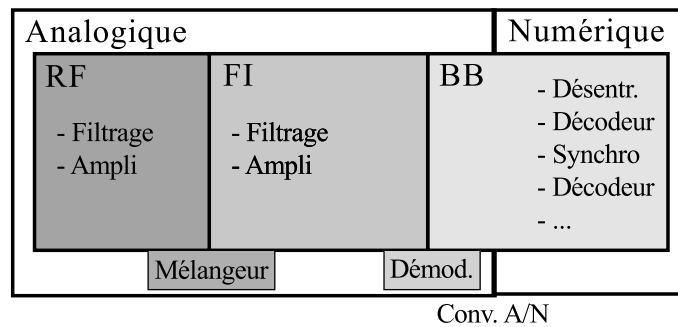 Analogique
Numérique
RF
- Filtrage
- Ampli
FI
- Filtrage
- Ampli
BB
- Désentr.
- Décodeur
- Synchro
- Décodeur
- ...
Mélangeur
Démod.
Conv. A/N